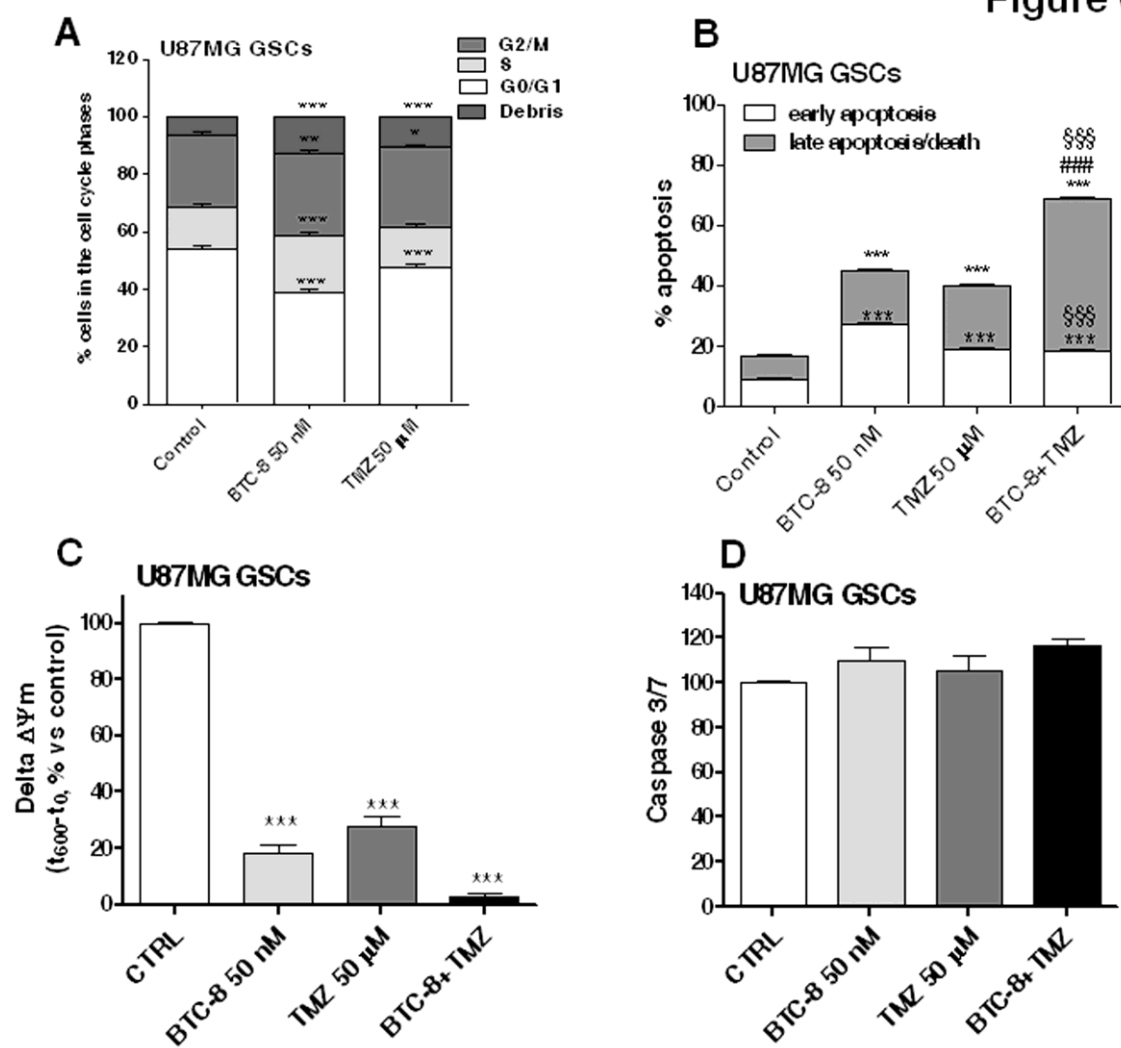 Figure
A
U87MG GSCs
G2/M
S
G0/G1
Debris
% cells in the cell cycle phases
120
100
80
60
40
20
0
***
***
**
*
***
***
***
Control
BTC-8 50 nM
TMZ 50 µM
B
U87MG GSCs
early apoptosis
late apoptosis/death
% apoptosis
100
80
60
40
20
0
***
***
***
***
§§§
###
***
§§§
***
Control
BTC-8 50 nM
TMZ 50 µM
BTC-8+TMZ
C
U87MG GSCs
Delta ΔΨm
(t600-t0, % vs control)
100
80
60
40
20
0
***
***
***
CTRL
BTC-8 50 nM
TMZ 50 µM
BTC-8+TMZ
D
U87MG GSCs
Caspase 3/7
140
120
100
80
60
40
20
0
CTRL
BTC-8 50 nM
TMZ 50 µM
BTC-8+TMZ